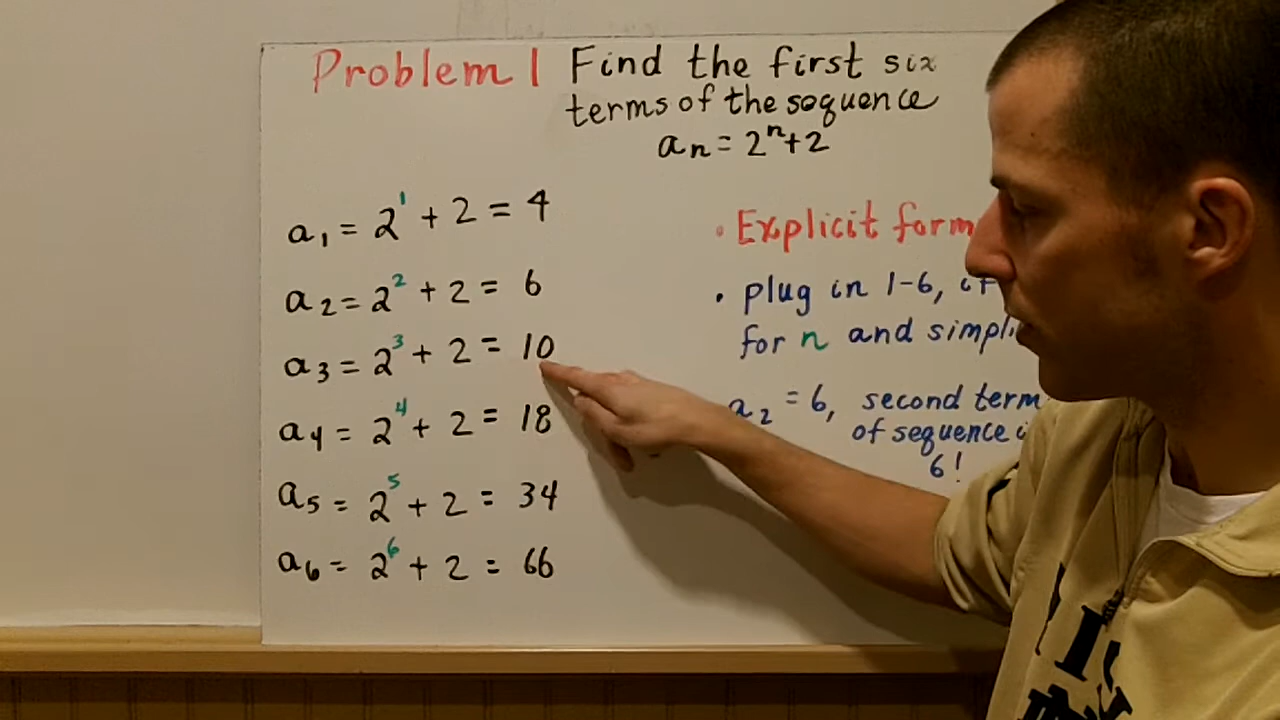 Problem 1 Find the first six
terms of the sequence
aₙ = 2ⁿ+2
a₁ = 2¹ + 2 = 4
a₂ = 2² + 2 = 6
a₃ = 2³ + 2 = 10
a₄ = 2⁴ + 2 = 18
a₅ = 2⁵ + 2 = 34
a₆ = 2⁶ + 2 = 66
• Explicit
• plug in 1-6,
for n and
a₂ = 6, second term
of sequence
6!